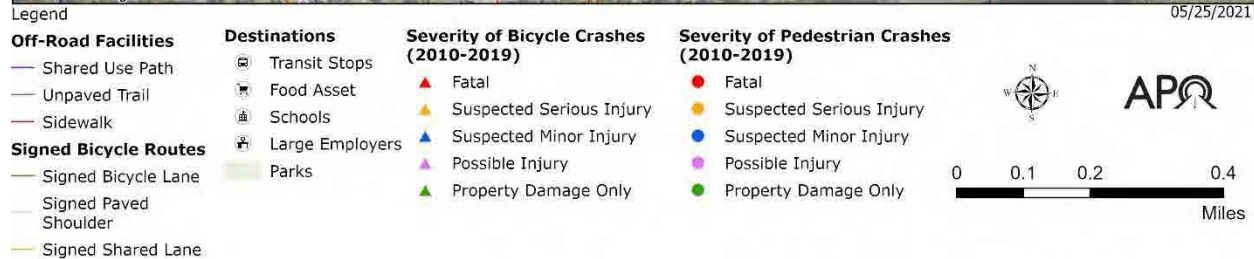 Legend
05/25/2021
Off-Road Facilities
Shared Use Path
Unpaved Trail
Sidewalk
Signed Bicycle Routes
Signed Bicycle Lane
Signed Paved
Shoulder
Signed Shared Lane
Destinations
Transit Stops
Food Asset
Schools
Large Employers
Parks
Severity of Bicycle Crashes
(2010-2019)
Fatal
Suspected Serious Injury
Suspected Minor Injury
Possible Injury
Property Damage Only
Severity of Pedestrian Crashes
(2010-2019)
Fatal
Suspected Serious Injury
Suspected Minor Injury
Possible Injury
Property Damage Only
N
W E
S
APO
0 0.1 0.2 0.4
Miles